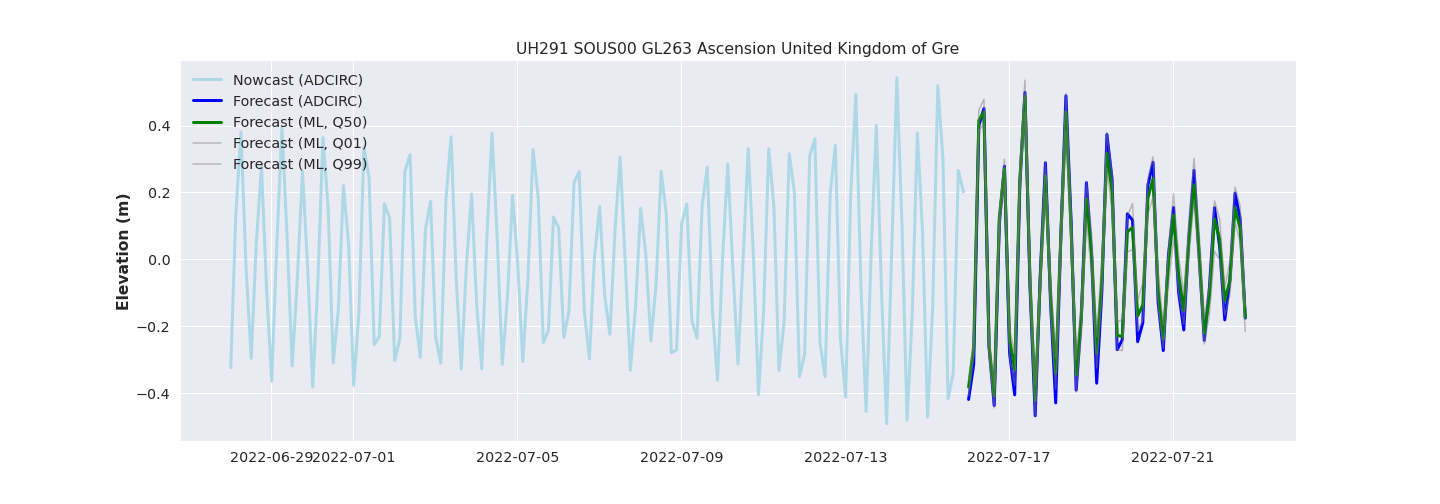 UH291 SOUS00 GL263 Ascension United Kingdom of Gre
Nowcast (ADCIRC)
Forecast (ADCIRC)
Forecast (ML, Q50)
Forecast (ML, Q01)
Forecast (ML, Q99)
Elevation (m)
0.4
0.2
0.0
−0.2
−0.4
2022-06-29 2022-07-01 2022-07-05 2022-07-09 2022-07-13 2022-07-17 2022-07-21